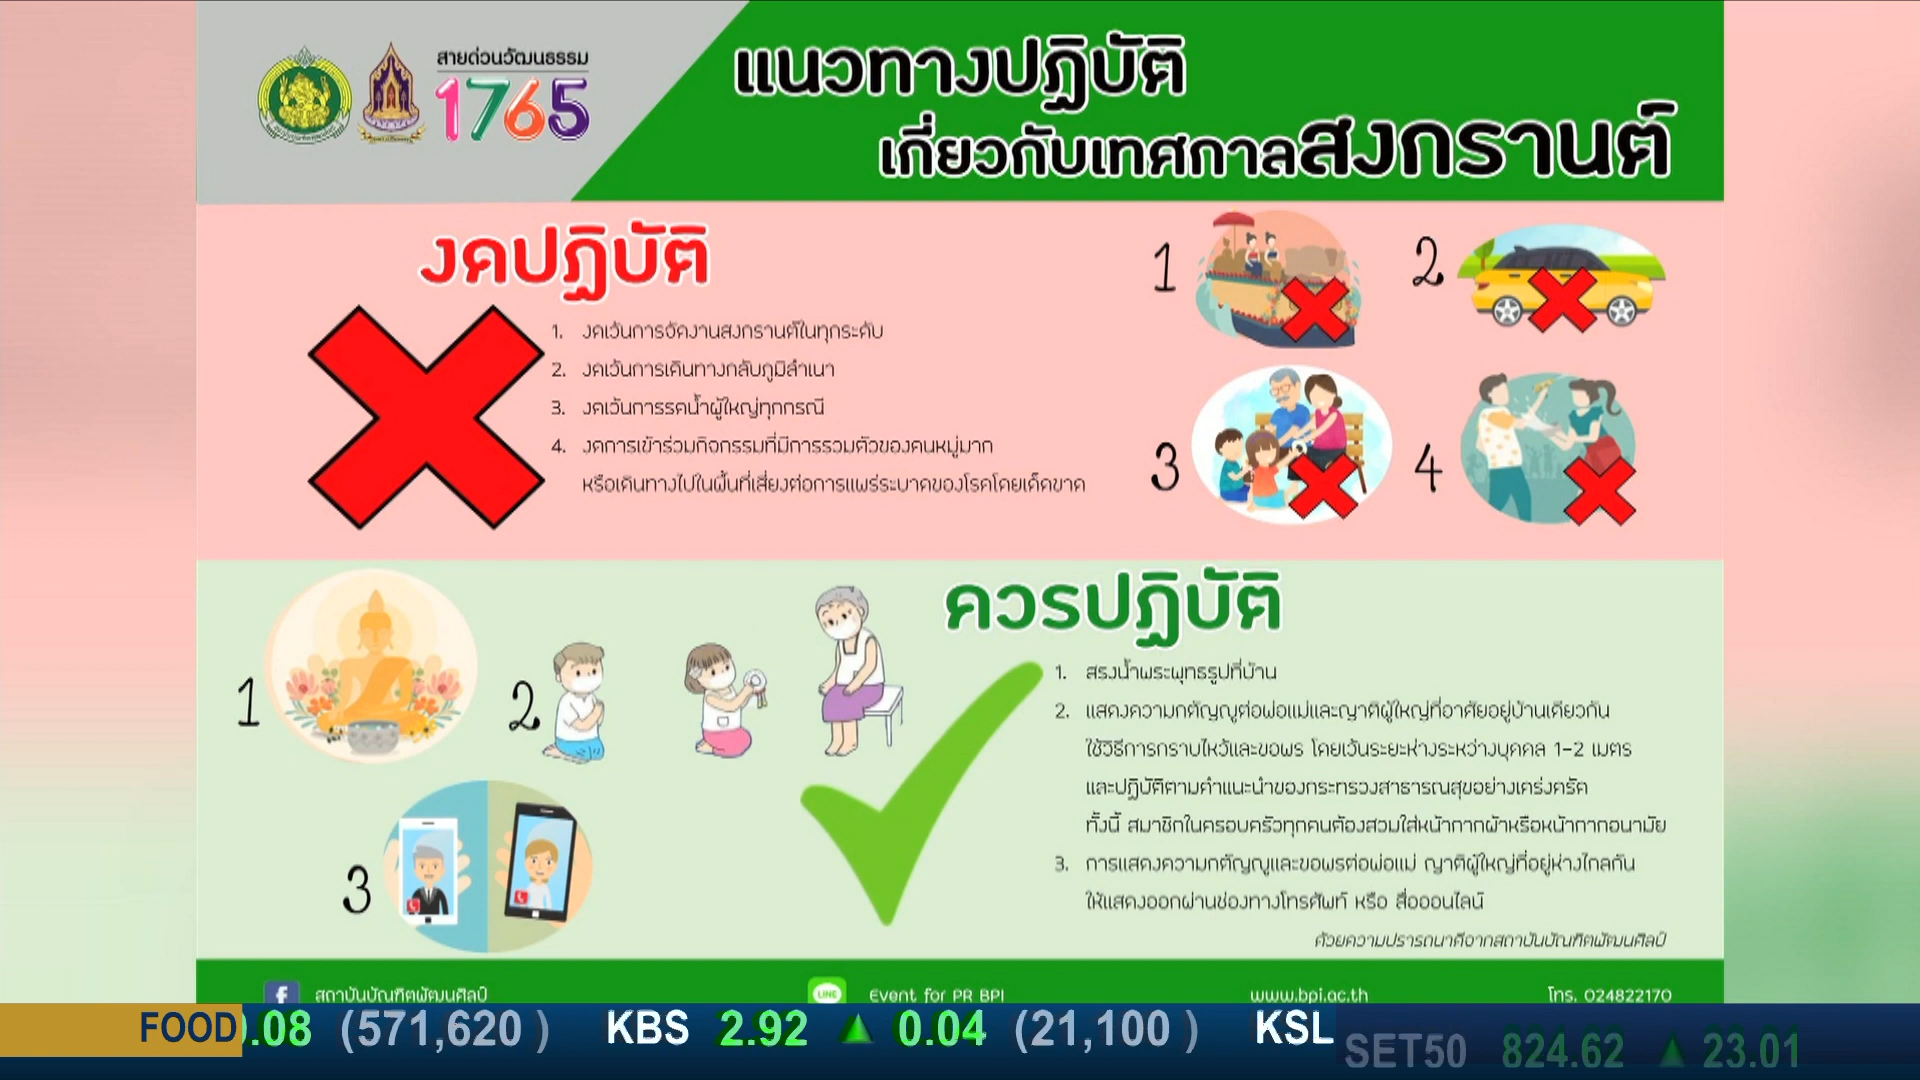 สายด่วนวัฒนธรรม
1765
แนวทางปฏิบัติ
เกี่ยวกับเทศกาลสงกรานต์
งดปฏิบัติ
1. งดเว้นการจัดงานสงกรานต์ในทุกระดับ
2. งดเว้นการเดินทางกลับภูมิลำเนา
3. งดเว้นการรดน้ำผู้ใหญ่ทุกกรณี
4. งดการเข้าร่วมกิจกรรมที่มีการรวมตัวของคนหมู่มาก
หรือเดินทางไปในพื้นที่เสี่ยงต่อการแพร่ระบาดของโรคโดยเด็ดขาด
1
2
3
4
ควรปฏิบัติ
1
2
3
1. สรงน้ำพระพุทธรูปที่บ้าน
2. แสดงความกตัญญูต่อพ่อแม่และญาติผู้ใหญ่ที่อาศัยอยู่บ้านเดียวกัน
ใช้วิธีการกราบไหว้และขอพร โดยเว้นระยะห่างระหว่างบุคคล 1-2 เมตร
และปฏิบัติตามคำแนะนำของกระทรวงสาธารณสุขอย่างเคร่งครัด
ทั้งนี้ สมาชิกในครอบครัวทุกคนต้องสวมใส่หน้ากากผ้าหรือหน้ากากอนามัย
3. การแสดงความกตัญญูและขอพรต่อพ่อแม่ ญาติผู้ใหญ่ที่อยู่ห่างไกลกัน
ให้แสดงออกผ่านช่องทางโทรศัพท์ หรือ สื่อออนไลน์
ด้วยความปรารถนาดีจากสถาบันบัณฑิตพัฒนศิลป์
f สถาบันบัณฑิตพัฒนศิลป์
LINE Event for PR BPI
www.bpi.ac.th
โทร. 024822170
FOOD .08 (571,620 ) KBS 2.92 ▲ 0.04 (21,100 ) KSL
SET50 824.62 ▲ 23.01